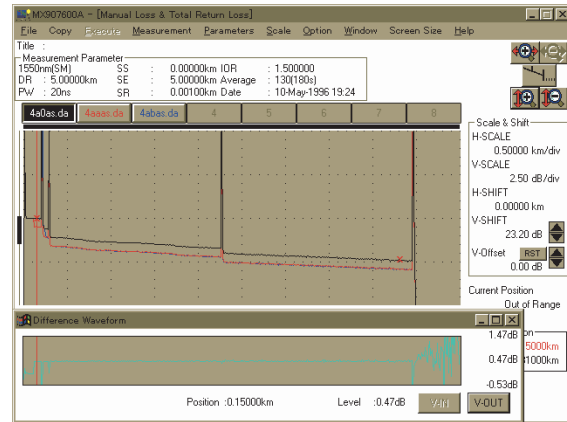 MX907600A - [Manual Loss & Total Return Loss]
File Copy Execute Measurement Parameters Scale Option Window Screen Size Help
Title :
Measurement Parameter
1550nm(SM) SS : 0.00000km IOR : 1.500000
DR : 5.00000km SE : 5.00000km Average : 130(180s)
PW : 20ns SR : 0.00100km Date : 10-May-1996 19:24
4a0as.da 4aaas.da 4abas.da 4 5 6 7 8
Scale & Shift
H-SCALE
0.50000 km/div
V-SCALE
2.50 dB/div
H-SHIFT
0.00000 km
V-SHIFT
23.20 dB
V-Offset RST
0.00 dB
Current Position
Out of Range
Difference Waveform
1.47dB
5000km
0.47dB
1000km
-0.53dB
Position :0.15000km Level :0.47dB V-IN V-OUT